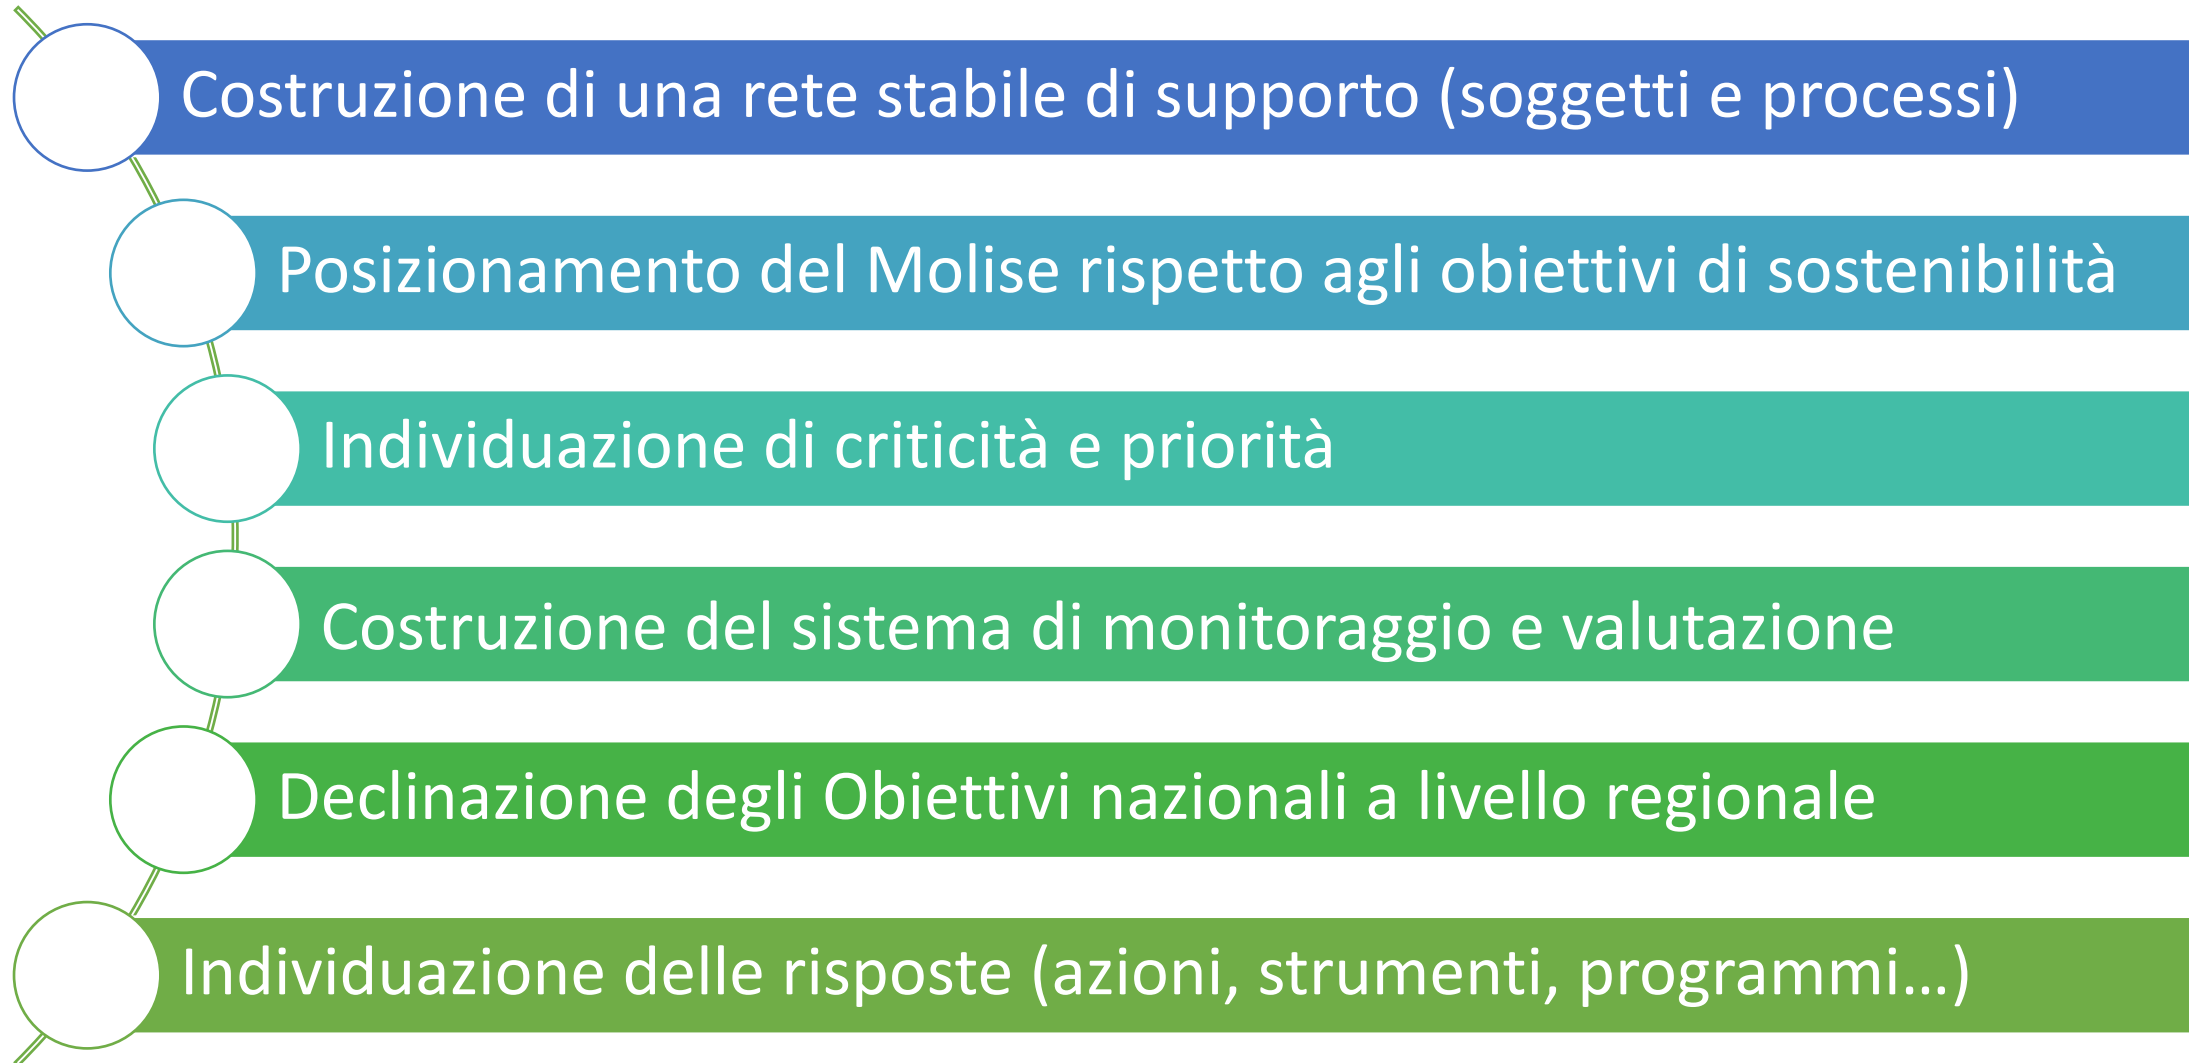 Costruzione di una rete stabile di supporto (soggetti e processi)
Posizionamento del Molise rispetto agli obiettivi di sostenibilità
Individuazione di criticità e priorità
Costruzione del sistema di monitoraggio e valutazione
Declinazione degli Obiettivi nazionali a livello regionale
Individuazione delle risposte (azioni, strumenti, programmi…)